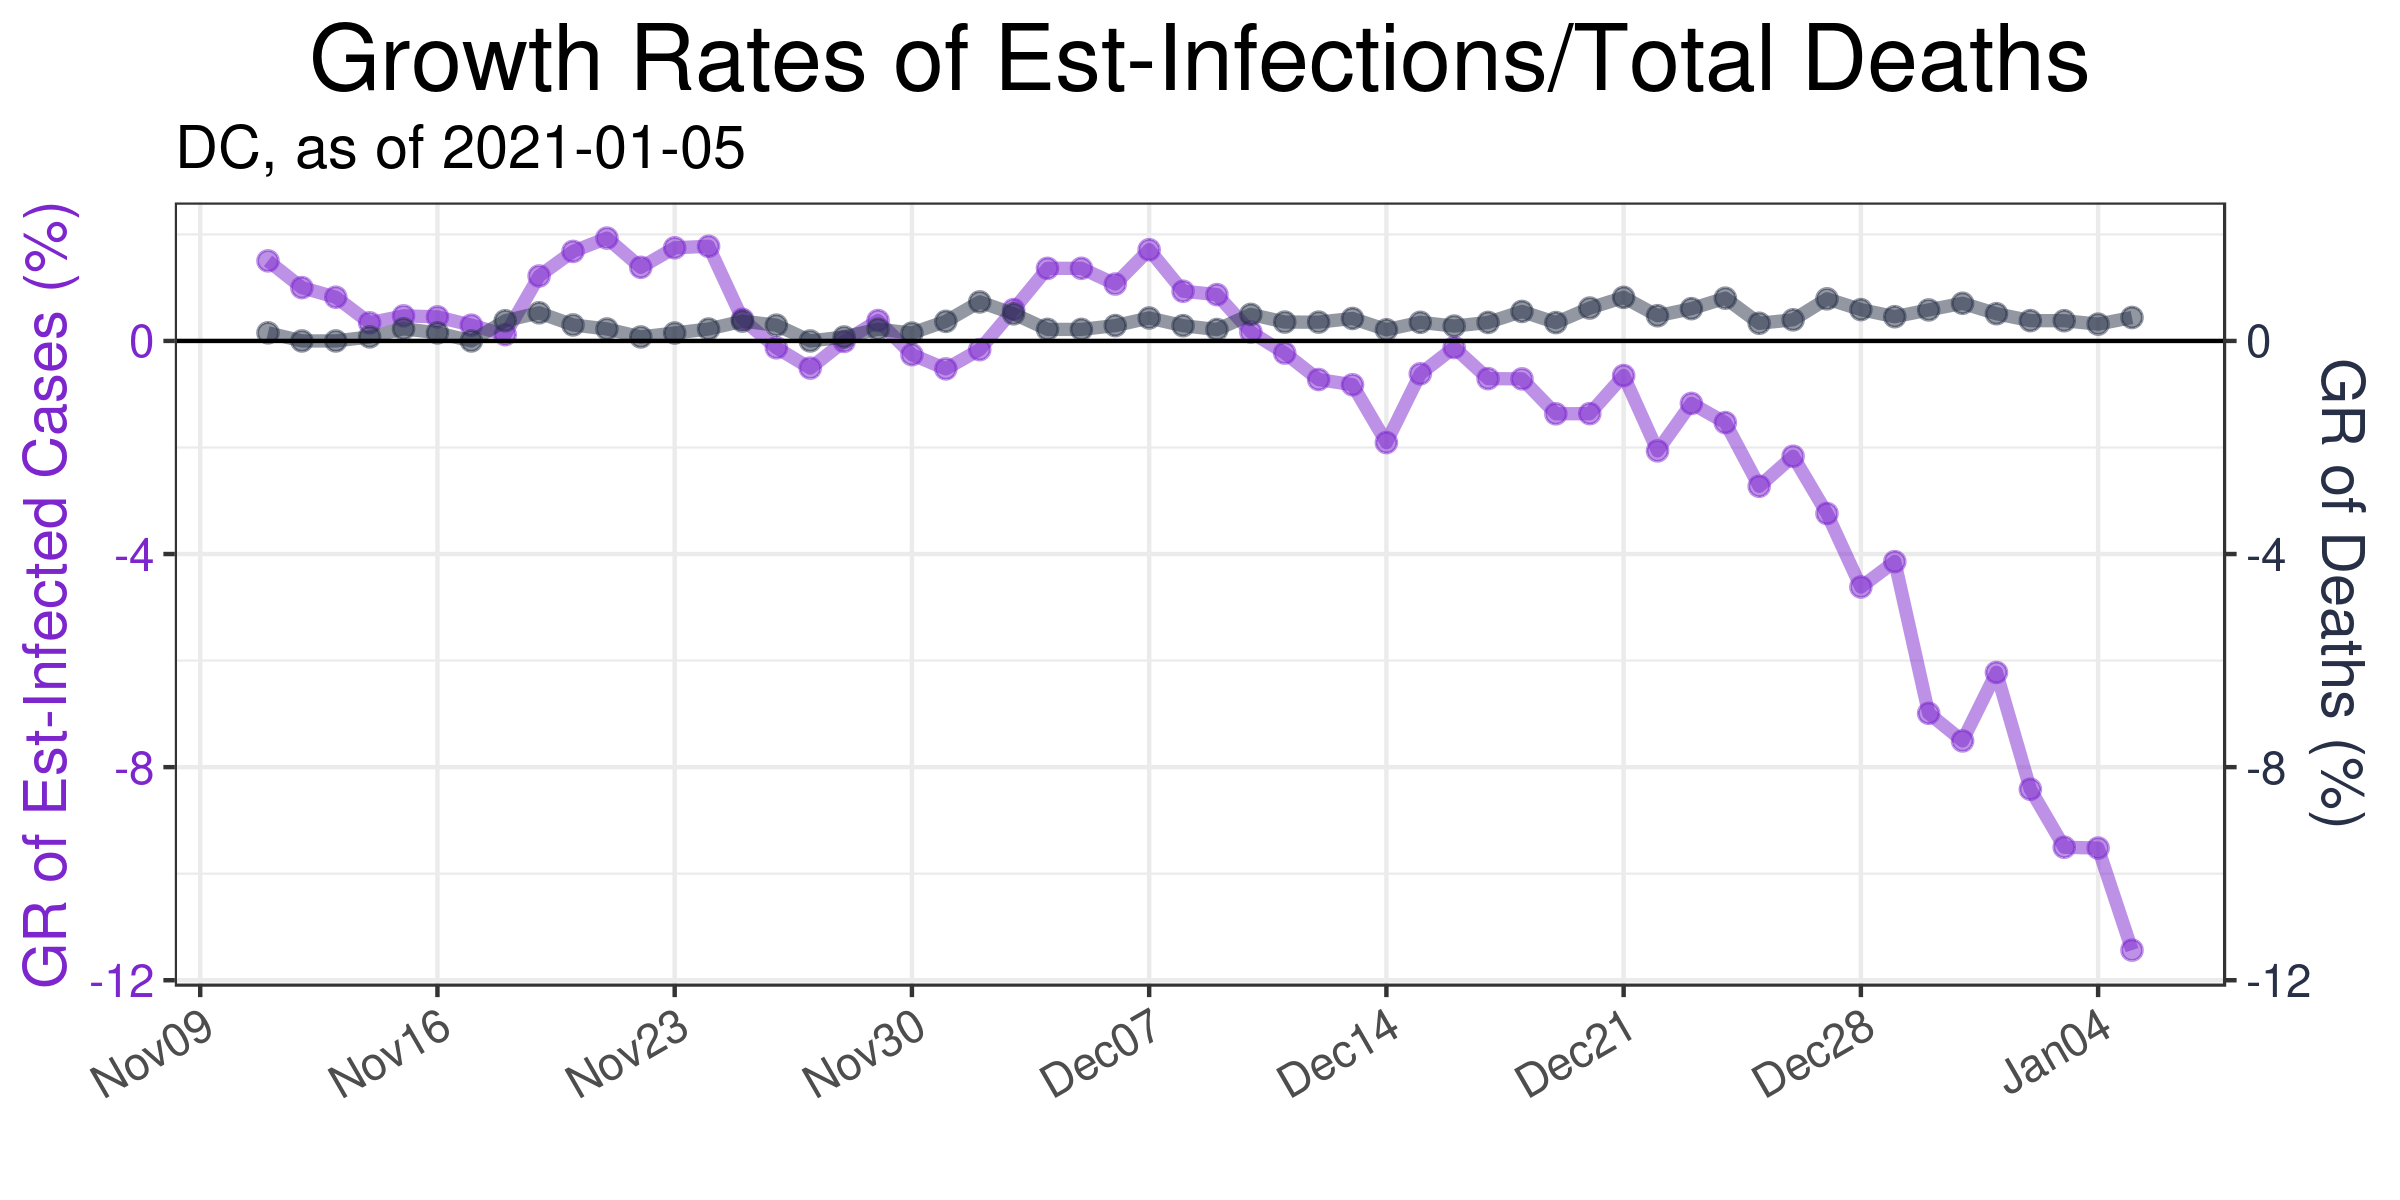 Growth Rates of Est-Infections/Total Deaths
DC, as of 2021-01-05
GR of Est-Infected Cases (%)
0
-4
-8
-12
0
-4
-8
-12
GR of Deaths (%)
Nov09
Nov16
Nov23
Nov30
Dec07
Dec14
Dec21
Dec28
Jan04